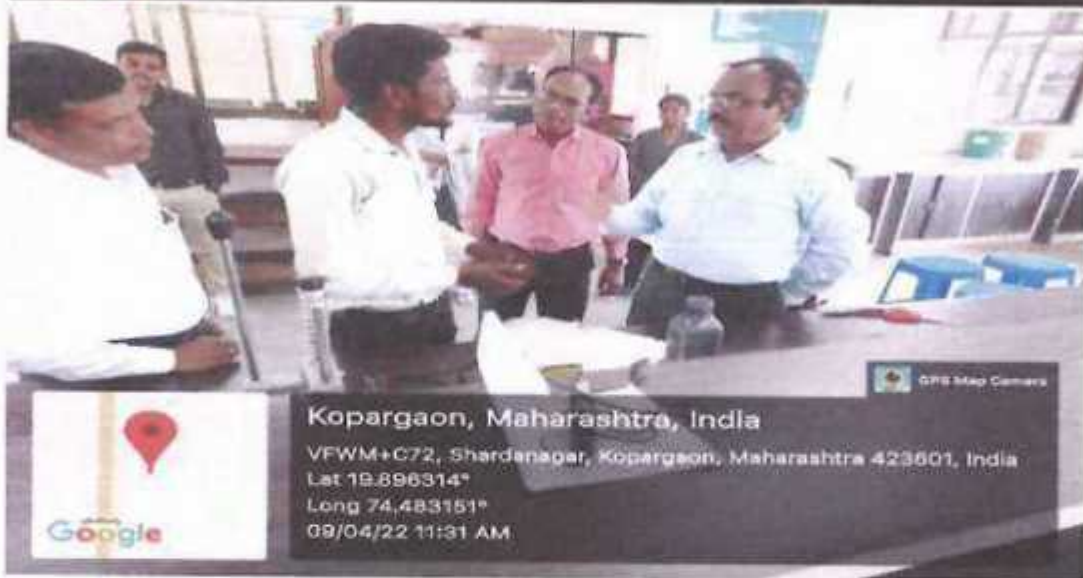 GPS Map Camera
Kopargaon, Maharashtra, India
VFWM+C72, Shardanagar, Kopargaon, Maharashtra 423601, India
Lat 19.896314°
Long 74.483151°
09/04/22 11:31 AM
Google